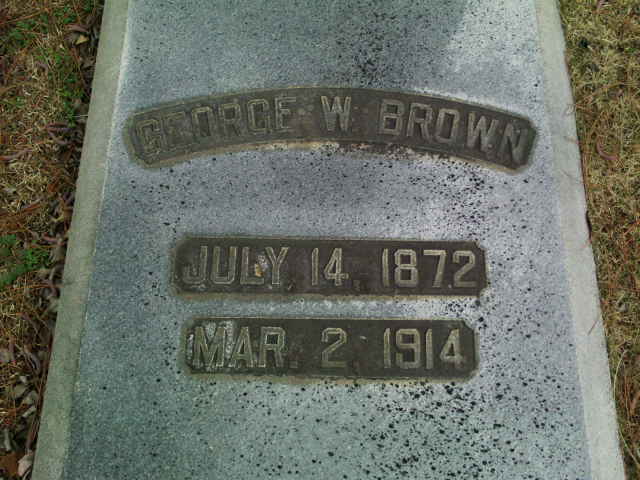 GEORGE W. BROWN
JULY 14, 1872
MAR. 2, 1914